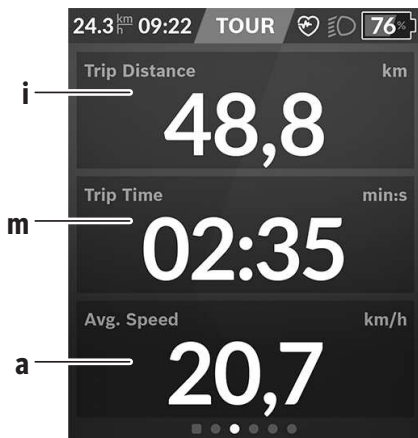 24.3 km/h 09:22 TOUR 76%
Trip Distance km
i
48,8
Trip Time min:s
m
02:35
Avg. Speed km/h
a
20,7